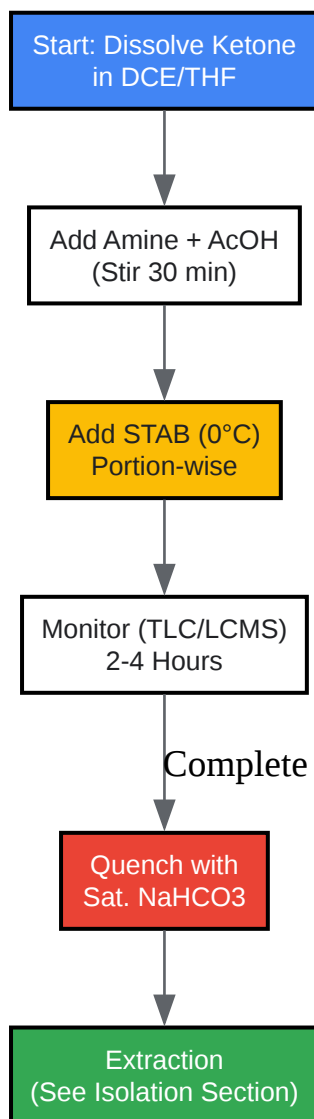 Start: Dissolve Ketone
in DCE/THF
Add Amine + AcOH
(Stir 30 min)
Add STAB (0°C)
Portion-wise
Monitor (TLC/LCMS)
2-4 Hours
Complete
Quench with
Sat. NaHCO3
Extraction
(See Isolation Section)